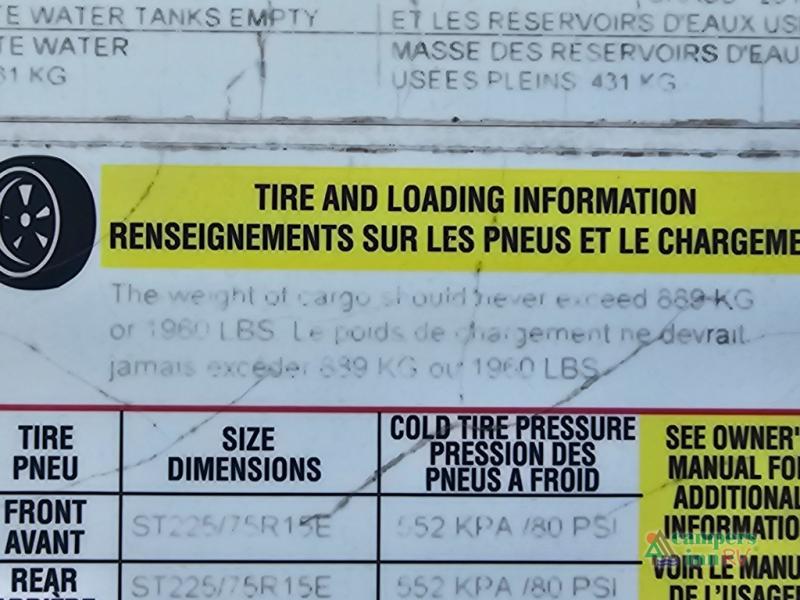 TE WATER TANKS EMPTY
TE WATER
31 KG
ET LES RESERVOIRS D'EAUX US
MASSE DES RESERVOIRS D'EAU
USEES PLEINS 431 KG
TIRE AND LOADING INFORMATION
RENSEIGNEMENTS SUR LES PNEUS ET LE CHARGEME
The weight of cargo should never exceed 889 KG
or 1960 LBS. Le poids de chargement ne devrait
jamais exceder 889 KG ou 1960 LBS.
TIRE
PNEU
SIZE
DIMENSIONS
COLD TIRE PRESSURE
PRESSION DES
PNEUS A FROID
SEE OWNER'
MANUAL FO
ADDITIONAL
INFORMATIO
FRONT
AVANT
ST225/75R15E
552 KPA /80 PSI
campers
inn RV
VOIR LE MANU
DE L'USAGE
REAR
ST225/75R15E
552 KPA /80 PSI